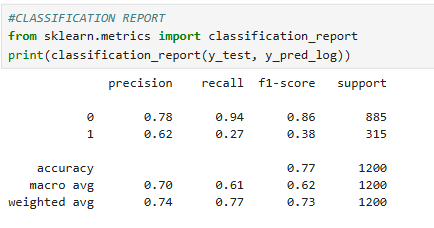 #CLASSIFICATION REPORT
from sklearn.metrics import classification_report
print(classification_report(y_test, y_pred_log))
precision recall f1-score support
0 0.78 0.94 0.86 885
1 0.62 0.27 0.38 315
accuracy 0.77 1200
macro avg 0.70 0.61 0.62 1200
weighted avg 0.74 0.77 0.73 1200